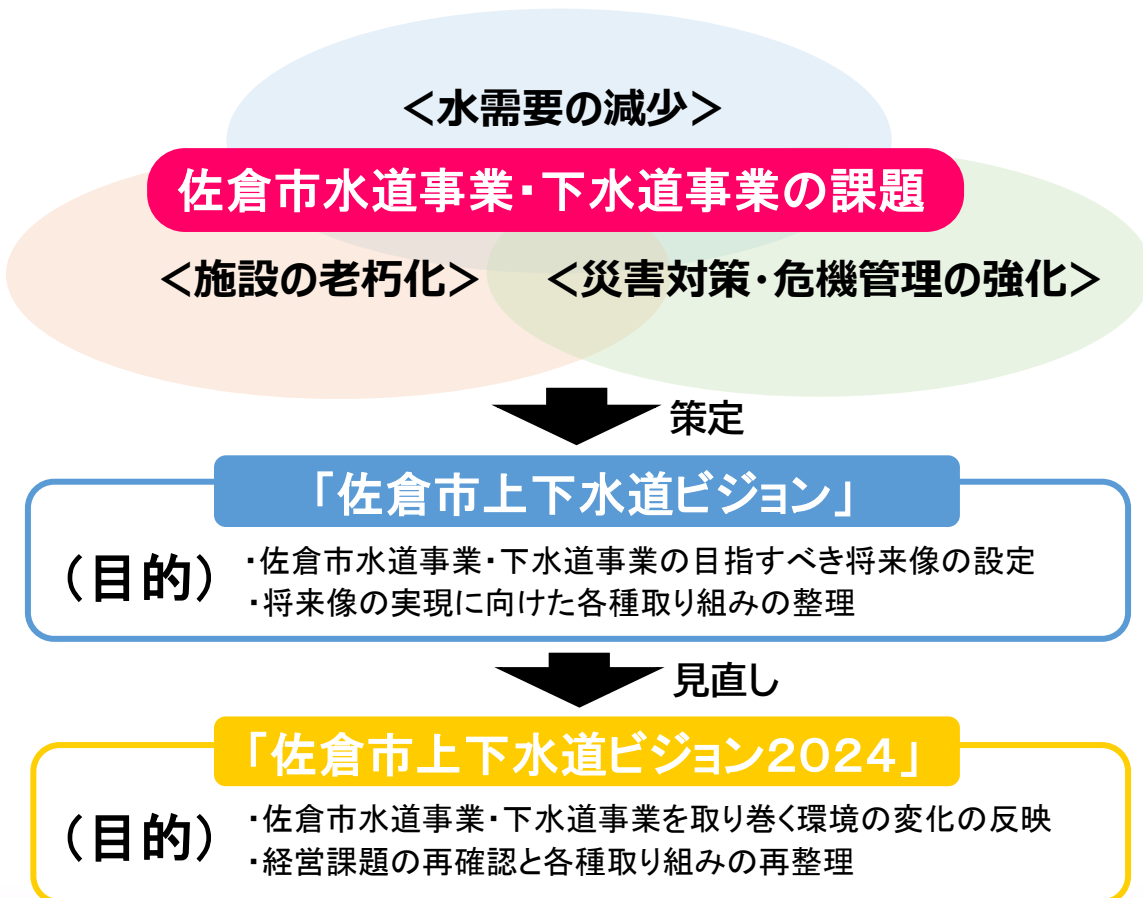 <水需要の減少>
佐倉市水道事業・下水道事業の課題
<施設の老朽化>
<災害対策・危機管理の強化>
策定
「佐倉市上下水道ビジョン」
(目的)
・佐倉市水道事業・下水道事業の目指すべき将来像の設定
・将来像の実現に向けた各種取り組みの整理
見直し
「佐倉市上下水道ビジョン2024」
(目的)
・佐倉市水道事業・下水道事業を取り巻く環境の変化の反映
・経営課題の再確認と各種取り組みの再整理